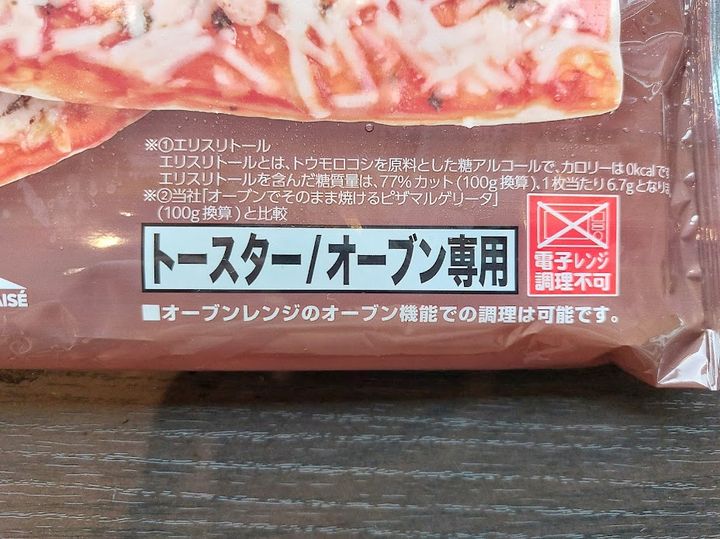 ※①エリスリトール
エリスリトールとは、トウモロコシを原料とした糖アルコールで、カロリーは0kcalです
エリスリトールを含んだ糖質量は、77%カット(100g換算)、1枚当たり6.7gとなりま
※②当社「オーブンでそのまま焼けるピザマルゲリータ」
(100g換算)と比較
トースター/オーブン専用
電子レンジ
調理不可
AISÉ
■オーブンレンジのオーブン機能での調理は可能です。